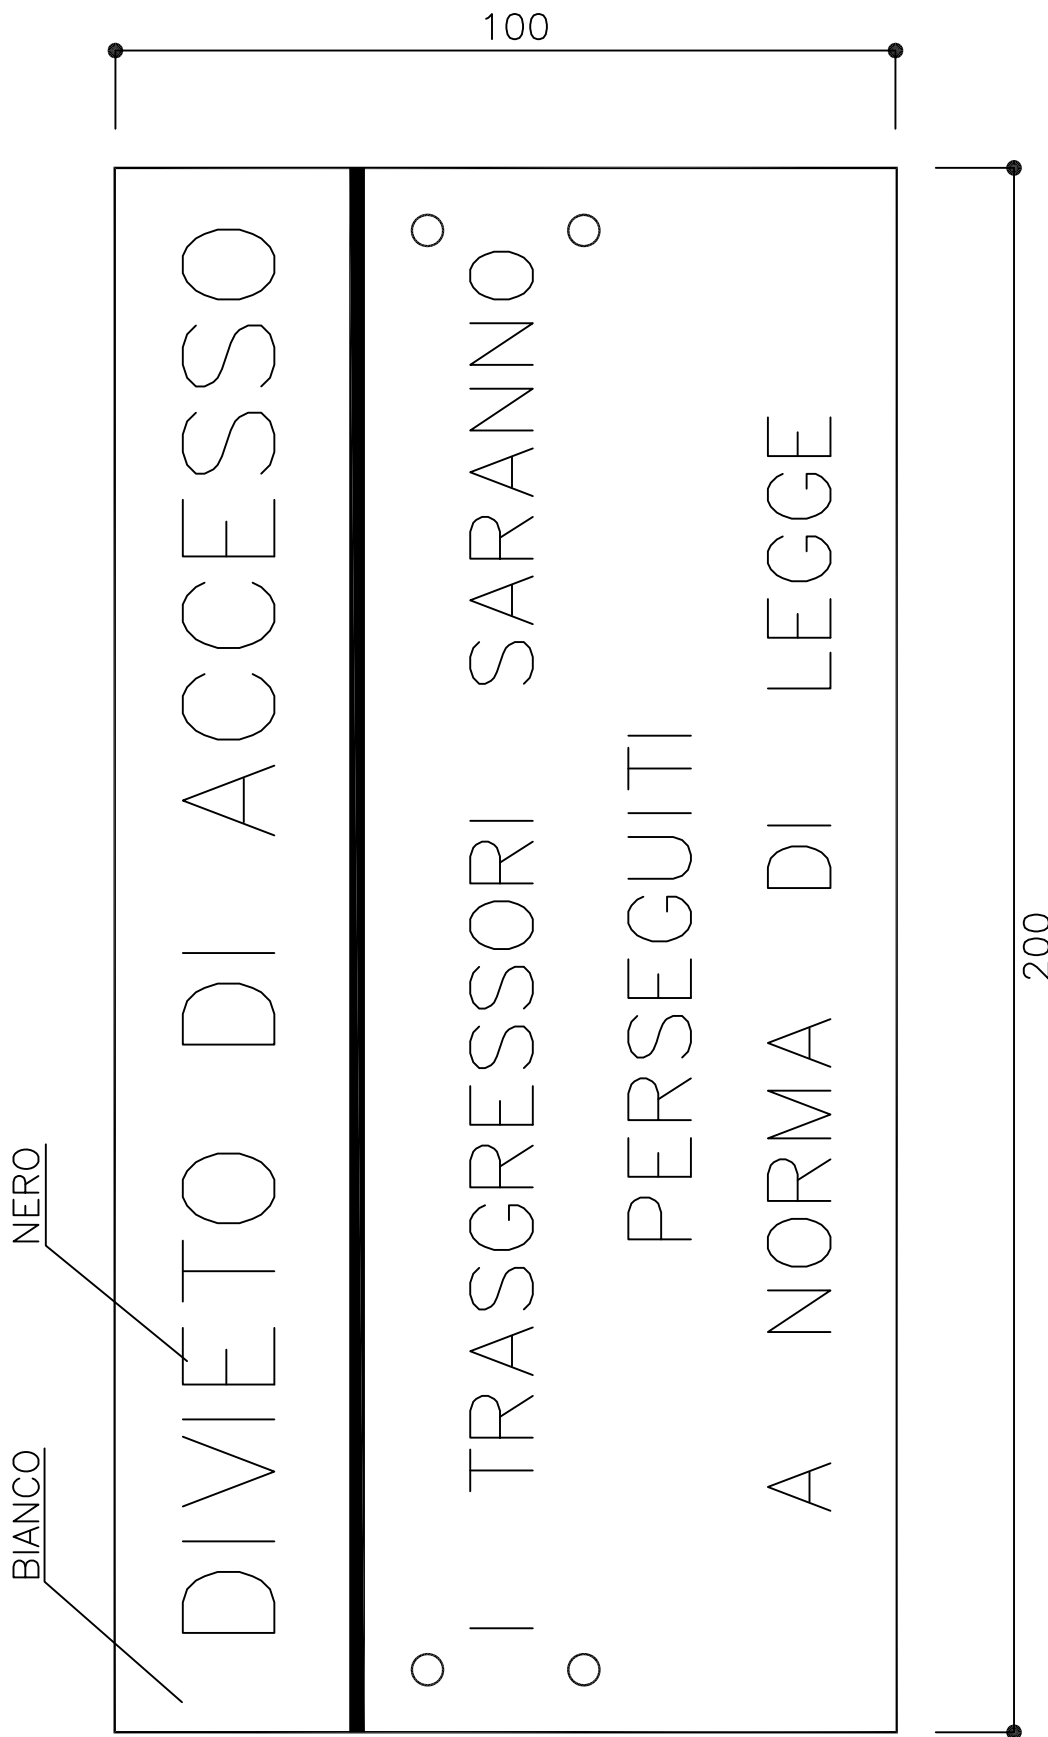 100
DIVIETO DI ACCESSO
I TRASGRESSORI SARANNO
PERSEGUITI
A NORMA DI LEGGE
200
BIANCO
NERO